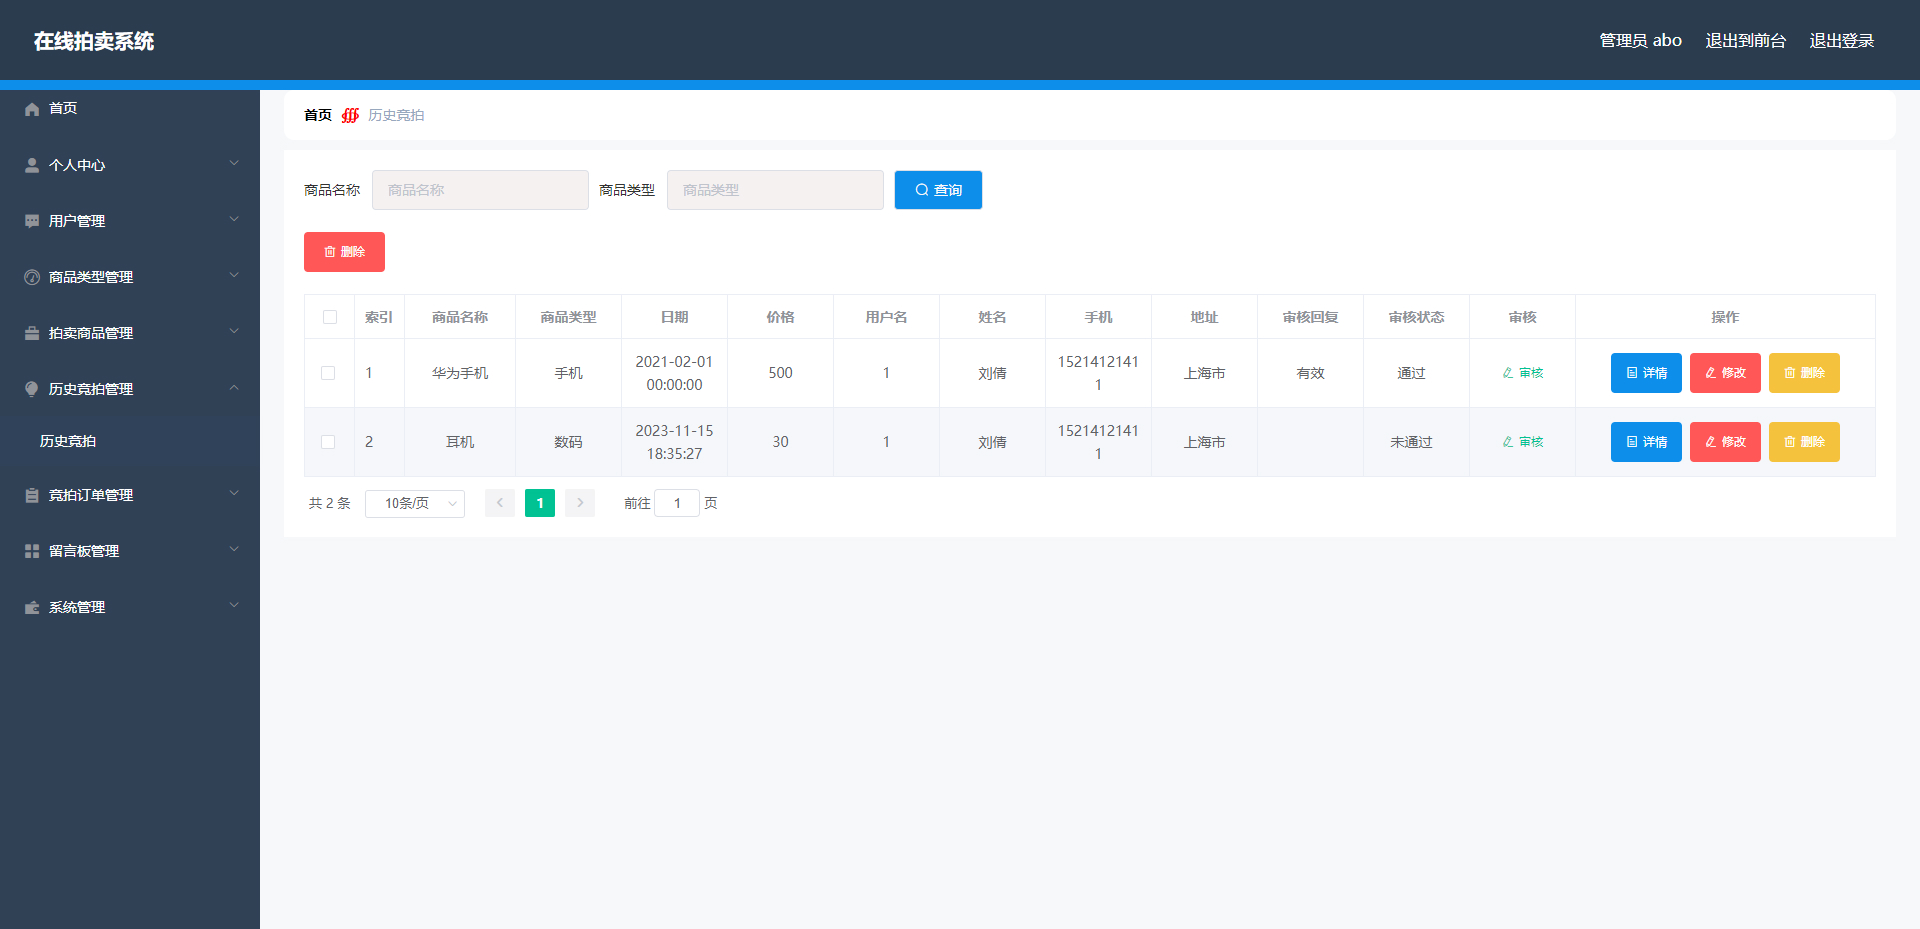 在线拍卖系统
管理员 abo 退出到前台 退出登录
首页
个人中心
用户管理
商品类型管理
拍卖商品管理
历史竞拍管理
历史竞拍
竞拍订单管理
留言板管理
系统管理
首页 ∰ 历史竞拍
商品名称 商品名称 商品类型 商品类型 查询
删除
索引 商品名称 商品类型 日期 价格 用户名 姓名 手机 地址 审核回复 审核状态 审核 操作
1 华为手机 手机 2021-02-01 00:00:00 500 1 刘倩 15214121411 上海市 有效 通过 审核 详情 修改 删除
2 耳机 数码 2023-11-15 18:35:27 30 1 刘倩 15214121411 上海市 未通过 审核 详情 修改 删除
共 2 条 10条/页 1 前往 1 页